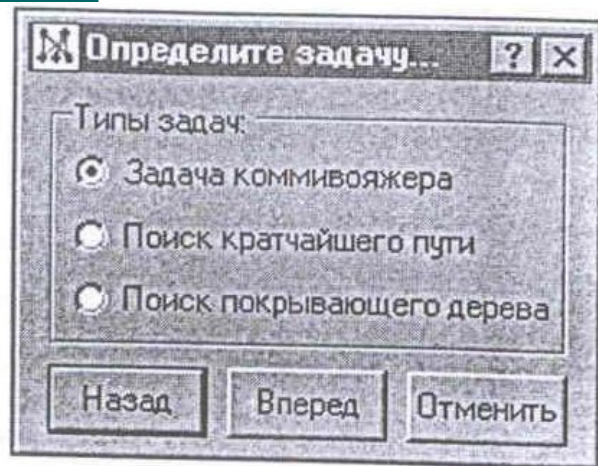 Определите задачу...
Типы задач:
Задача коммивояжера
Поиск кратчайшего пути
Поиск покрывающего дерева
Назад Вперед Отменить